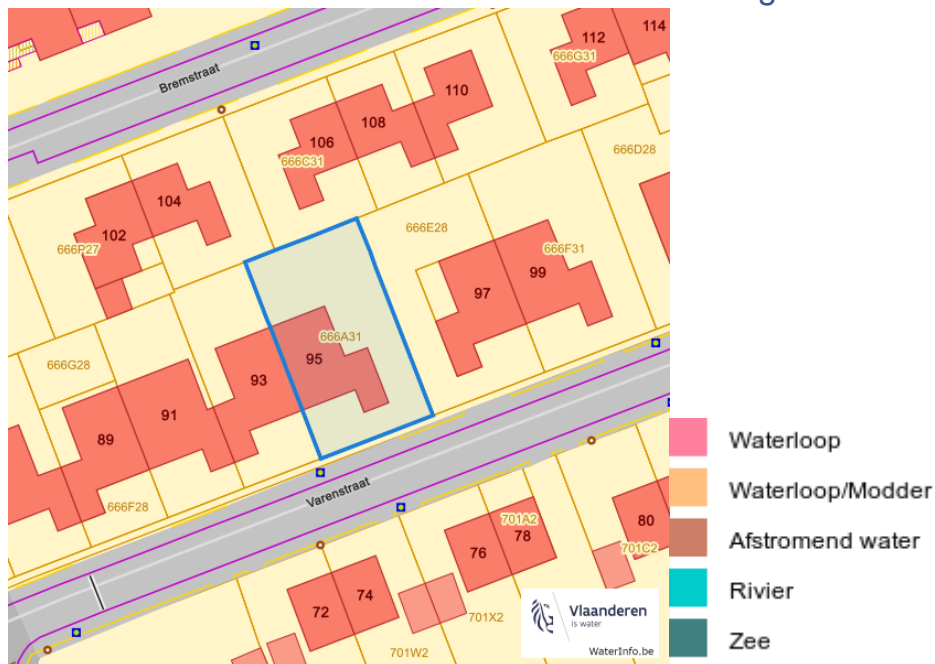 g
112
114
666G31
Bremstraat
110
108
106
666C31
666D28
104
102
666P27
666E28
666F31
99
97
666A31
95
666G28
93
91
89
666F28
Varenstraat
701A2
78
76
80
701C2
74
72
701X2
701W2
Vlaanderen
is water
WaterInfo.be
Waterloop
Waterloop/Modder
Afstromend water
Rivier
Zee